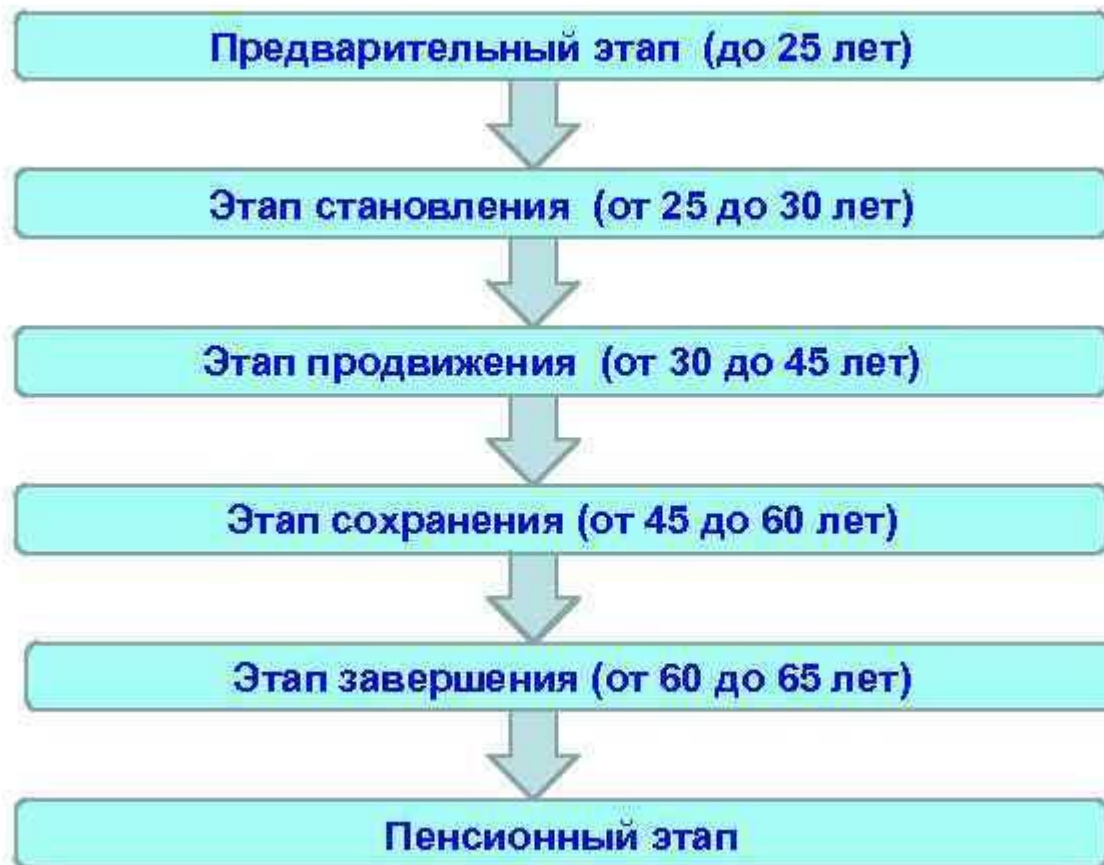 Предварительный этап (до 25 лет)
Этап становления (от 25 до 30 лет)
Этап продвижения (от 30 до 45 лет)
Этап сохранения (от 45 до 60 лет)
Этап завершения (от 60 до 65 лет)
Пенсионный этап